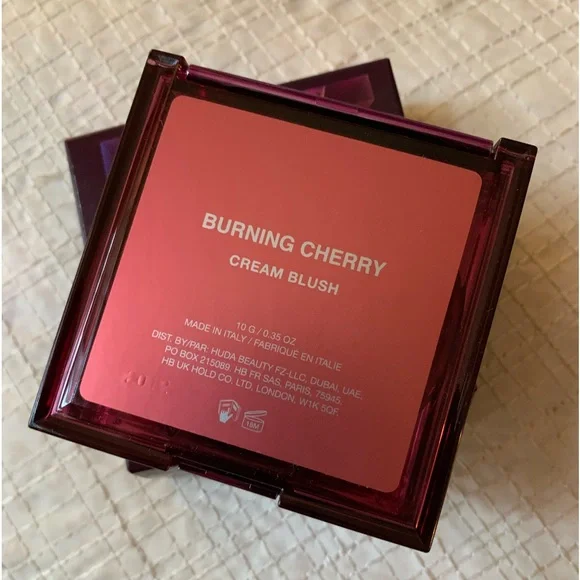 BURNING CHERRY
CREAM BLUSH
10 G / 0.35 OZ
MADE IN ITALY / FABRIQUE EN ITALIE
DIST. BY/PAR: HUDA BEAUTY FZ-LLC, DUBAI, UAE,
PO BOX 215089, HB FR SAS, PARIS, 75945,
HB UK HOLD CO, LTD, LONDON, W1K 5QF,
18M